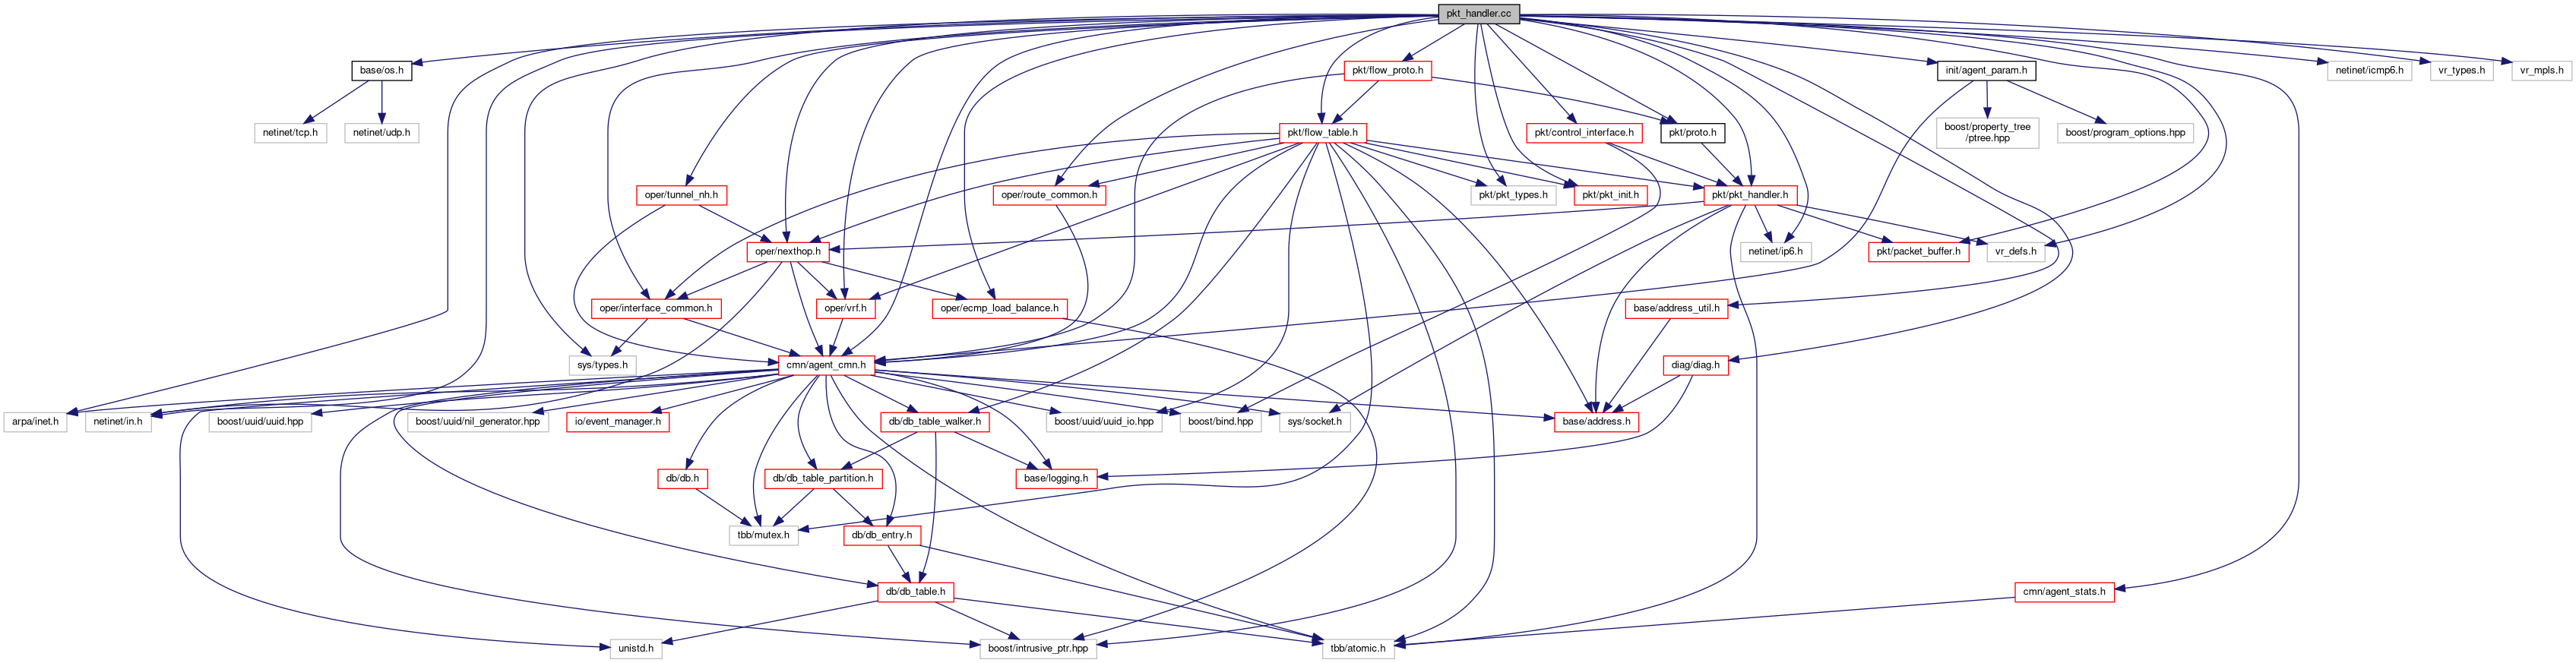 pkt_handler.cc
base/os.h
pkt/flow_proto.h
init/agent_param.h
netinet/icmp6.h
vr_types.h
vr_mpls.h
netinet/tcp.h
netinet/udp.h
pkt/flow_table.h
pkt/control_interface.h
pkt/proto.h
boost/property_tree
/ptree.hpp
boost/program_options.hpp
oper/tunnel_nh.h
oper/route_common.h
pkt/pkt_types.h
pkt/pkt_init.h
pkt/pkt_handler.h
oper/nexthop.h
netinet/ip6.h
pkt/packet_buffer.h
vr_defs.h
oper/interface_common.h
oper/vrf.h
oper/ecmp_load_balance.h
base/address_util.h
sys/types.h
cmn/agent_cmn.h
diag/diag.h
arpa/inet.h
netinet/in.h
boost/uuid/uuid.hpp
boost/uuid/nil_generator.hpp
io/event_manager.h
db/db_table_walker.h
boost/uuid/uuid_io.hpp
boost/bind.hpp
sys/socket.h
base/address.h
db/db.h
db/db_table_partition.h
base/logging.h
tbb/mutex.h
db/db_entry.h
db/db_table.h
cmn/agent_stats.h
unistd.h
boost/intrusive_ptr.hpp
tbb/atomic.h